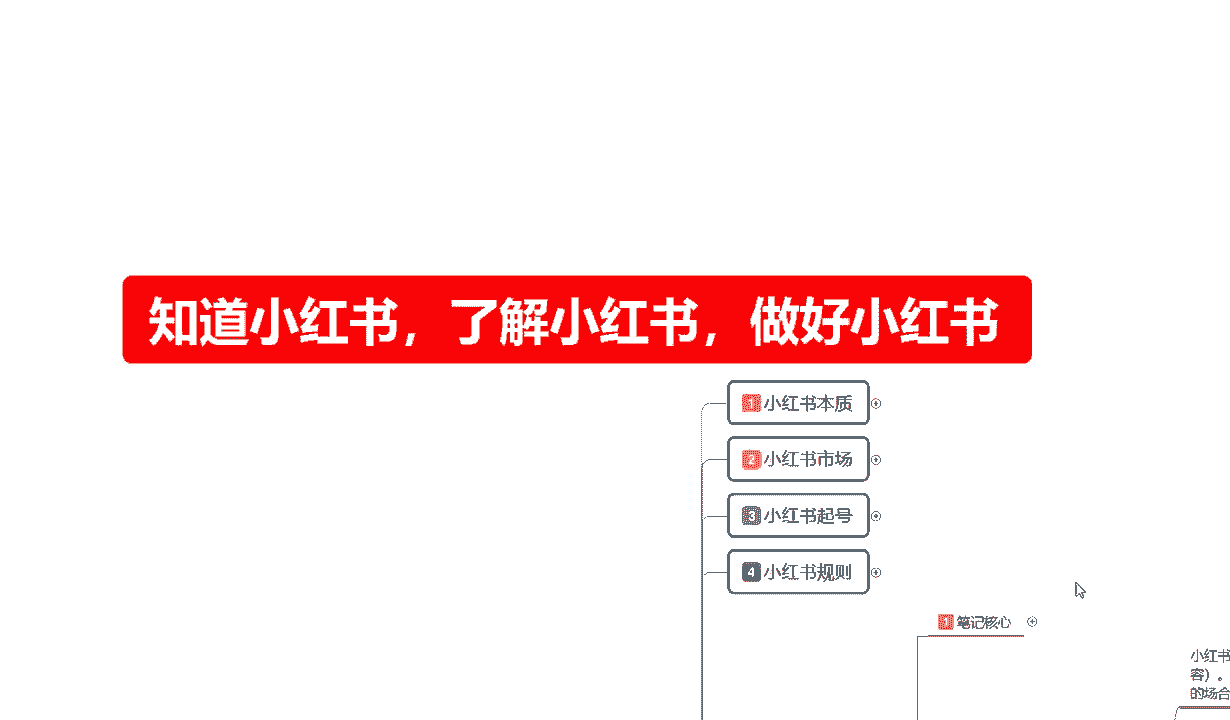 知道小红书，了解小红书，做好小红书
1 小红书本质
2 小红书市场
3 小红书起号
4 小红书规则
1 笔记核心
小红书
容）。
的场合